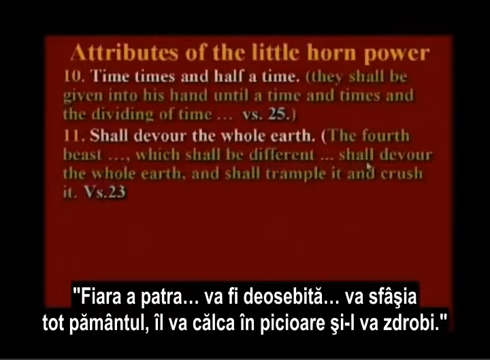 Attributes of the little horn power
10. Time times and half a time. (they shall be
given into his hand until a time and times and
the dividing of time ... vs. 25.)
11. Shall devour the whole earth. (The fourth
beast ..., which shall be different ... shall devour
the whole earth, and shall trample it and crush
it. Vs.23
"Fiara a patra... va fi deosebită... va sfâșia
tot pământul, îl va călca în picioare și-l va zdrobi."